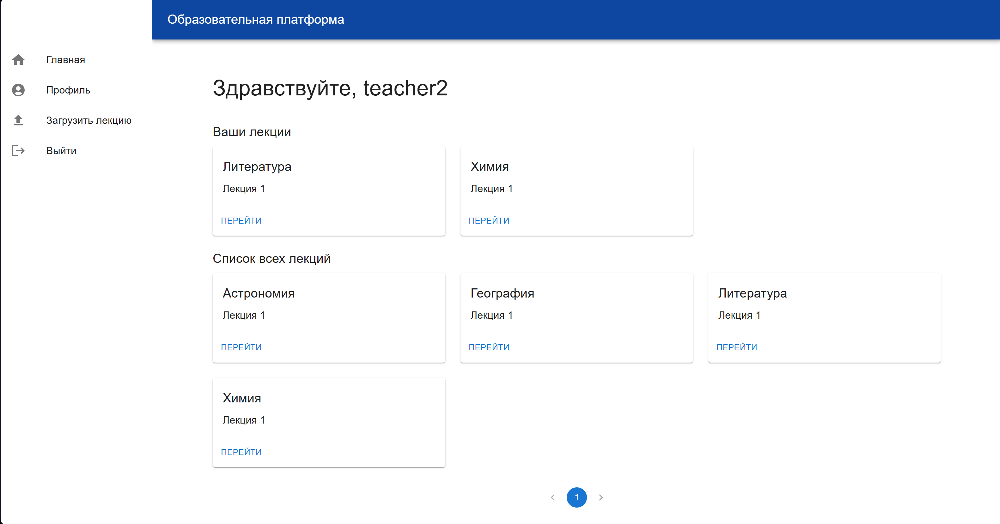 Образовательная платформа
Главная
Профиль
Загрузить лекцию
Выйти
Здравствуйте, teacher2
Ваши лекции
Литература
Лекция 1
ПЕРЕЙТИ
Химия
Лекция 1
ПЕРЕЙТИ
Список всех лекций
Астрономия
Лекция 1
ПЕРЕЙТИ
География
Лекция 1
ПЕРЕЙТИ
Литература
Лекция 1
ПЕРЕЙТИ
Химия
Лекция 1
ПЕРЕЙТИ
1